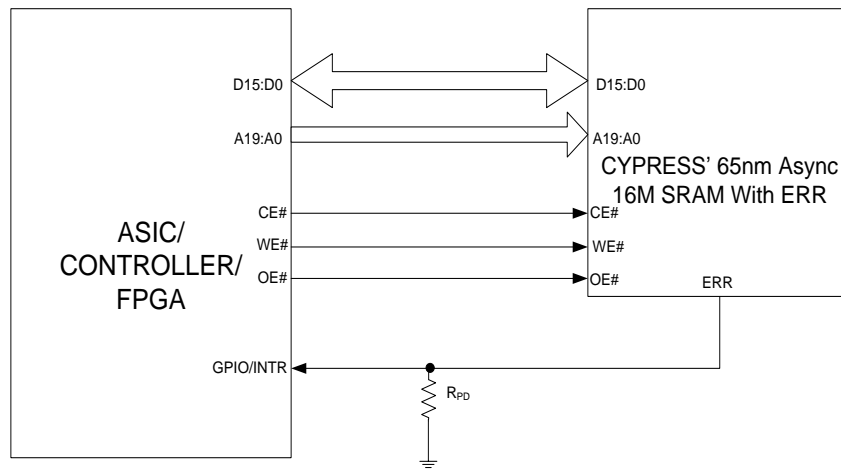 D15:D0
D15:D0
A19:A0
A19:A0
CYPRESS' 65nm Async
16M SRAM With ERR
CE#
CE#
ASIC/
CONTROLLER/
FPGA
WE#
WE#
OE#
OE#
ERR
GPIO/INTR
RPD